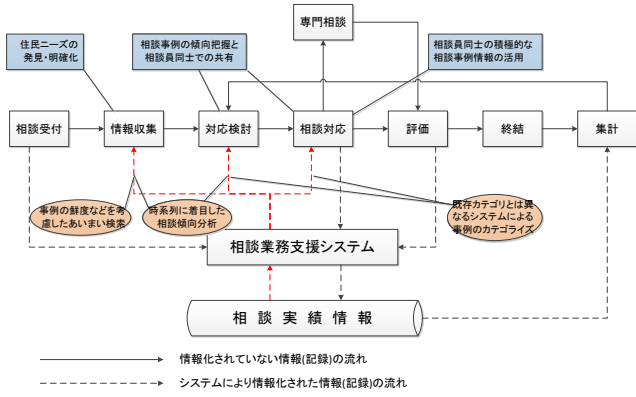 専門相談
住民ニーズの
発見・明確化
相談事例の傾向把握と
相談員同士での共有
相談員同士の積極的な
相談事例情報の活用
相談受付
情報収集
対応検討
相談対応
評価
終結
集計
事例の鮮度などを考
慮したあいまい検索
時系列に着目した
相談傾向分析
既存カテゴリとは異
なるシステムによる
事例のカテゴライズ
相談業務支援システム
相談実績情報
情報化されていない情報(記録)の流れ
システムにより情報化された情報(記録)の流れ